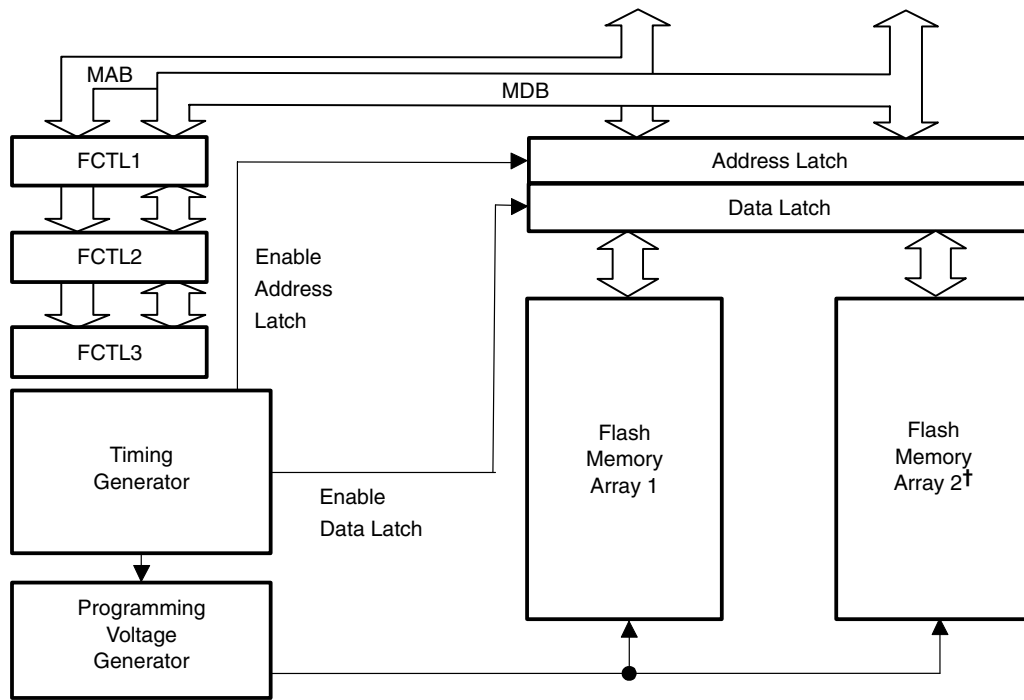 MAB
MDB
FCTL1
Address Latch
Data Latch
FCTL2
Enable
Address
Latch
FCTL3
Timing
Generator
Flash
Memory
Array 1
Flash
Memory
Array 2†
Enable
Data Latch
Programming
Voltage
Generator